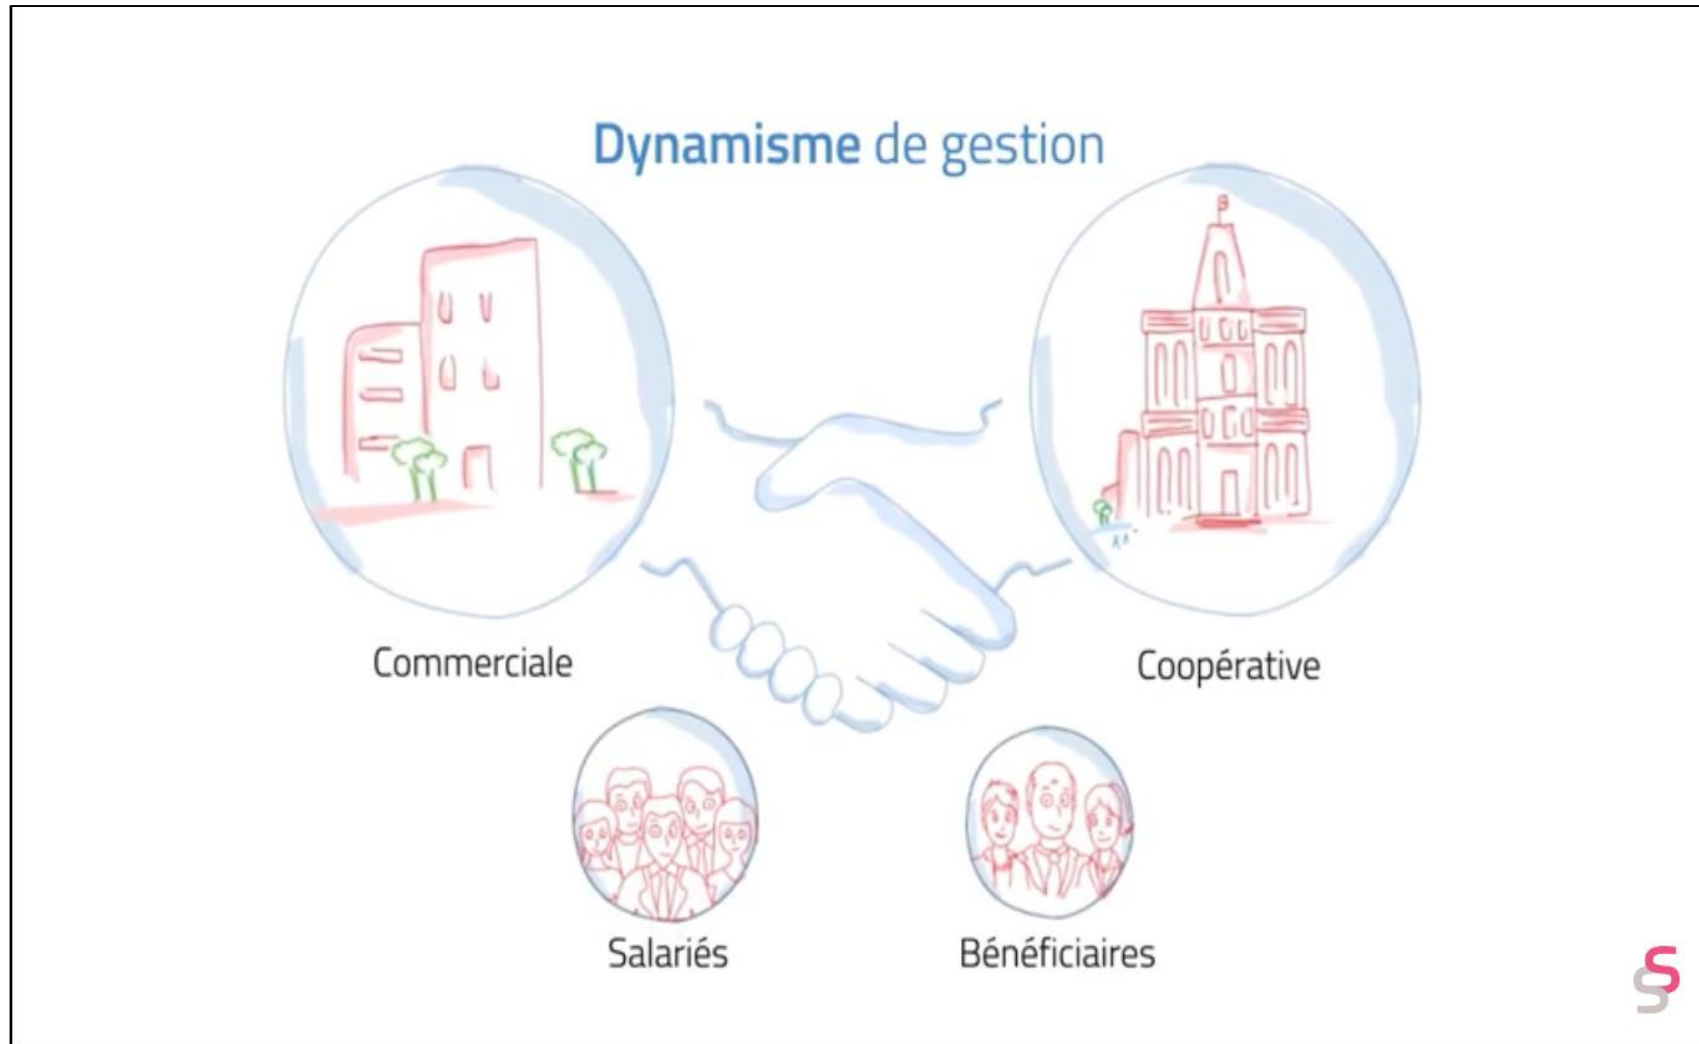 Dynamisme de gestion
Commerciale
Coopérative
Salariés
Bénéficiaires